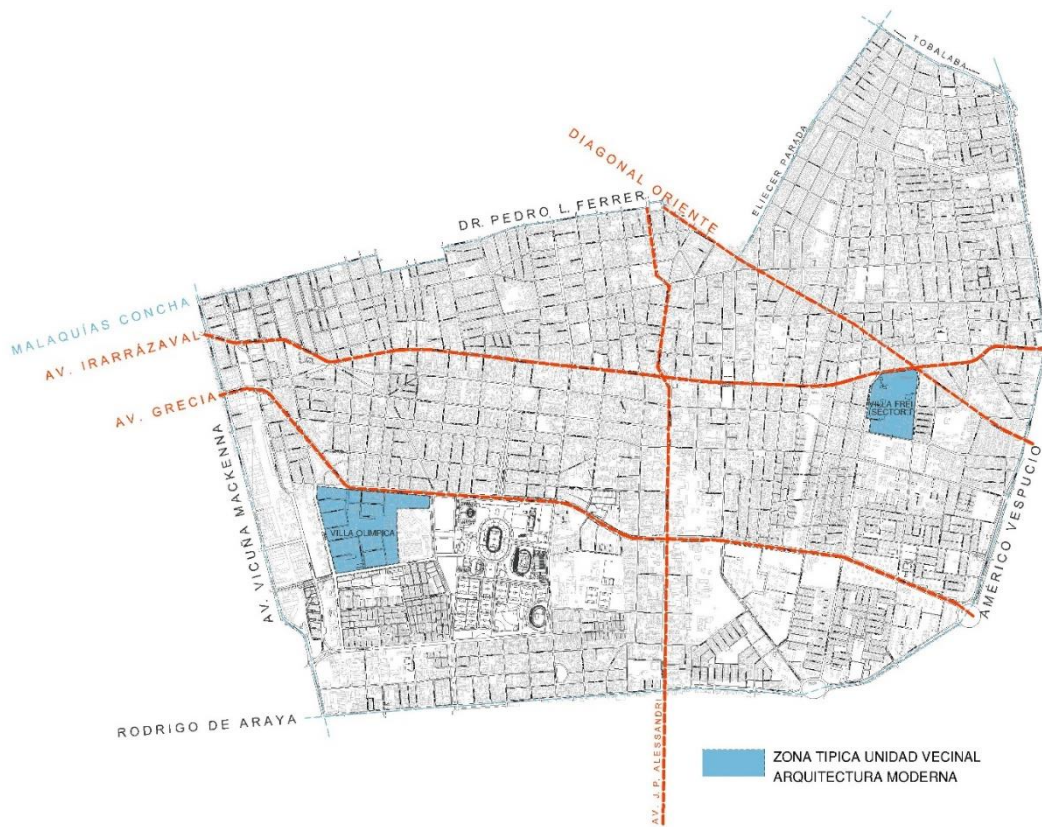 TOBALABA
ELIECER PARADA
DIAGONAL ORIENTE
DR. PEDRO L. FERRER
MALAQUÍAS CONCHA
AV. IRARRÁZAVAL
AV. GRECIA
VILLA FREI
(SECTOR I)
AV. VICUÑA MACKENNA
VILLA OLIMPICA
AMÉRICO VESPUCIO
RODRIGO DE ARAYA
AV. J. P. ALESSANDRI
ZONA TIPICA UNIDAD VECINAL
ARQUITECTURA MODERNA